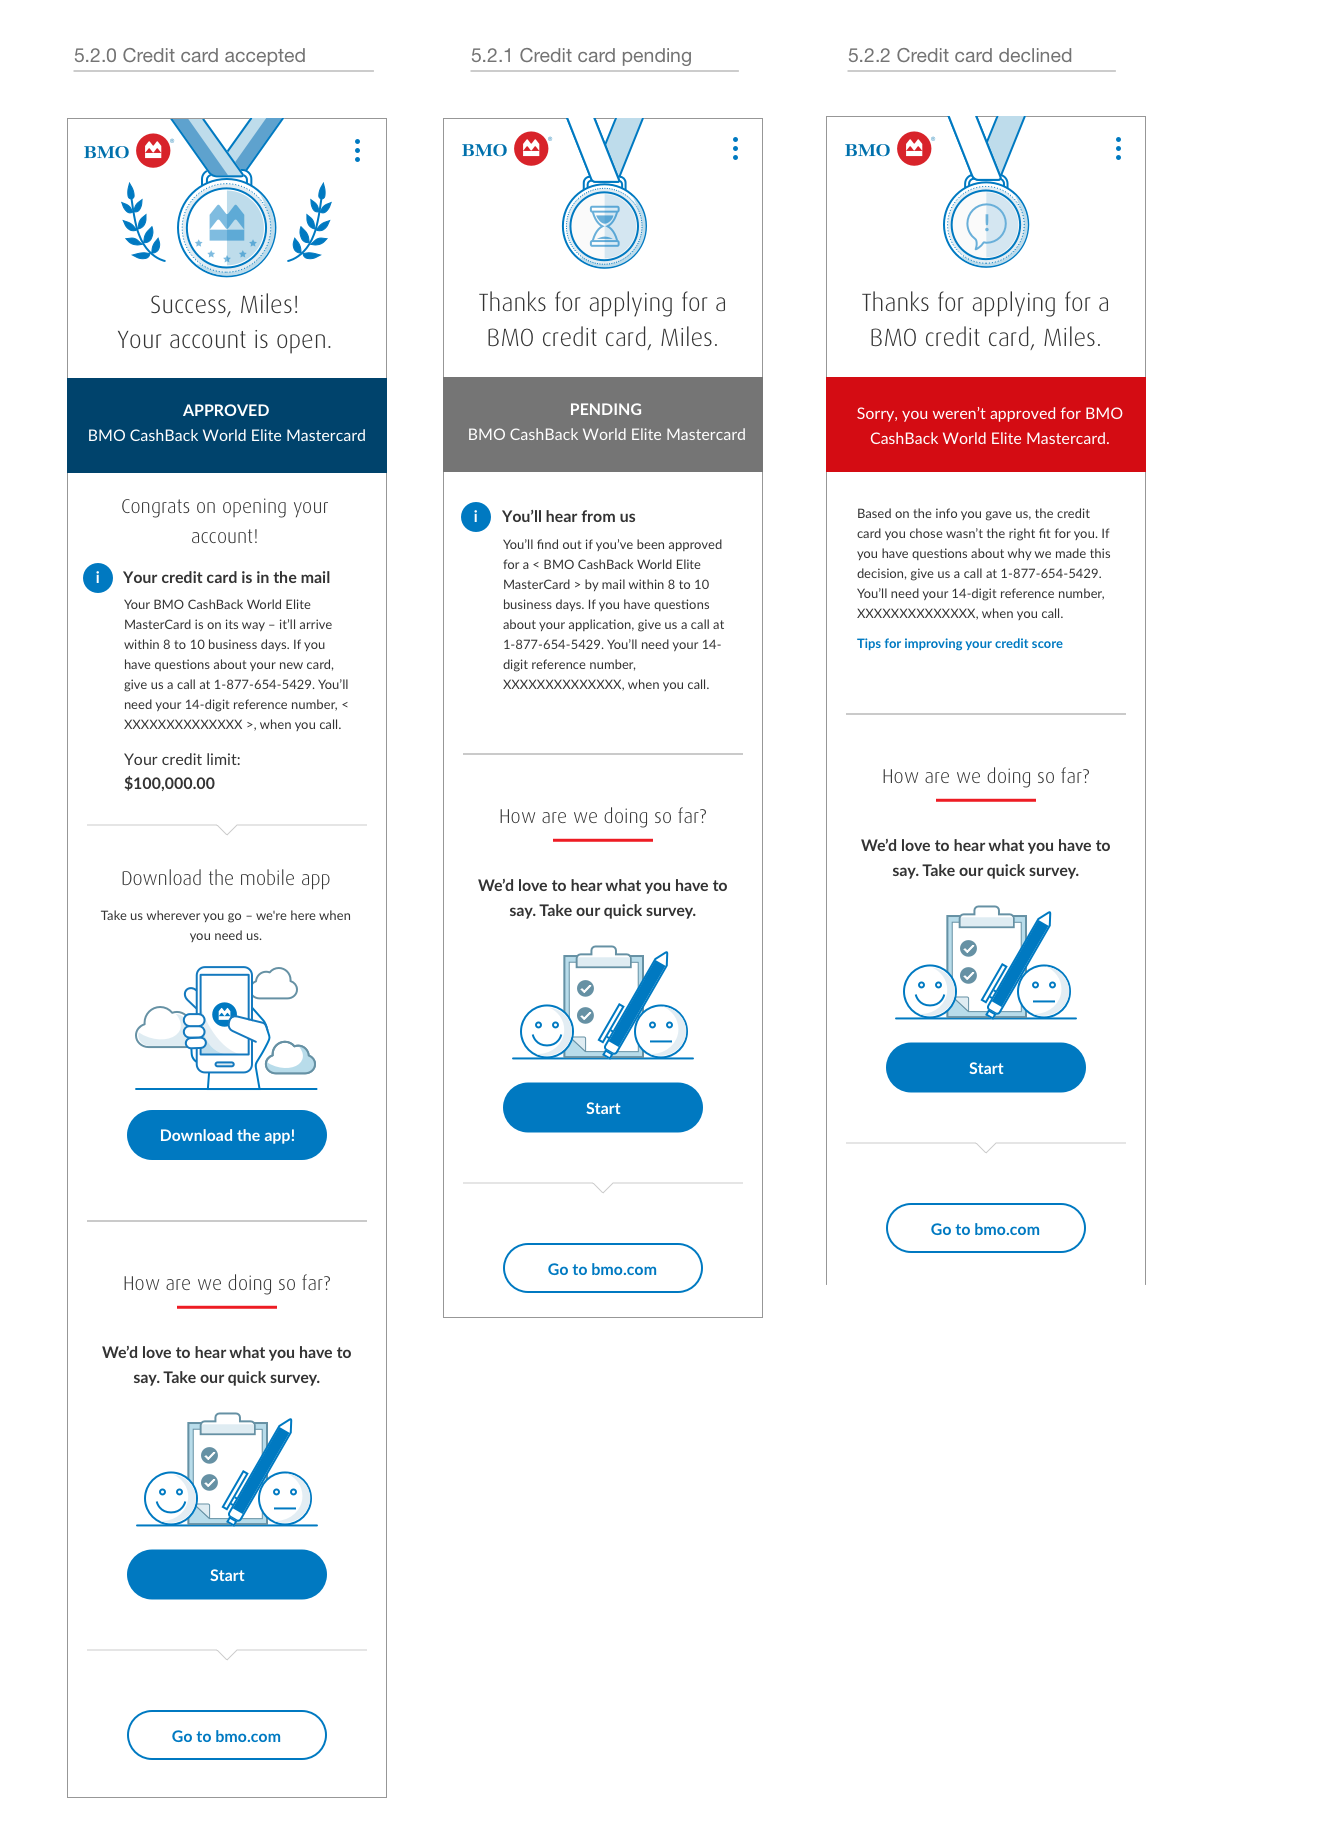 5.2.0 Credit card accepted
BMO
Success, Miles!
Your account is open.
APPROVED
BMO CashBack World Elite Mastercard
Congrats on opening your
account!
i
Your credit card is in the mail
Your BMO CashBack World Elite
MasterCard is on its way – it'll arrive
within 8 to 10 business days. If you
have questions about your new card,
give us a call at 1-877-654-5429. You'll
need your 14-digit reference number, <
XXXXXXXXXXXXXX >, when you call.
Your credit limit:
$100,000.00
Download the mobile app
Take us wherever you go – we're here when
you need us.
Download the app!
How are we doing so far?
We'd love to hear what you have to
say. Take our quick survey.
Start
Go to bmo.com
5.2.1 Credit card pending
BMO
Thanks for applying for a
BMO credit card, Miles.
PENDING
BMO CashBack World Elite Mastercard
i
You'll hear from us
You'll find out if you've been approved
for a < BMO CashBack World Elite
MasterCard > by mail within 8 to 10
business days. If you have questions
about your application, give us a call at
1-877-654-5429. You'll need your 14-
digit reference number,
XXXXXXXXXXXXXX, when you call.
How are we doing so far?
We'd love to hear what you have to
say. Take our quick survey.
Start
Go to bmo.com
5.2.2 Credit card declined
BMO
Thanks for applying for a
BMO credit card, Miles.
Sorry, you weren't approved for BMO
CashBack World Elite Mastercard.
Based on the info you gave us, the credit
card you chose wasn't the right fit for you. If
you have questions about why we made this
decision, give us a call at 1-877-654-5429.
You'll need your 14-digit reference number,
XXXXXXXXXXXXXX, when you call.
Tips for improving your credit score
How are we doing so far?
We'd love to hear what you have to
say. Take our quick survey.
Start
Go to bmo.com